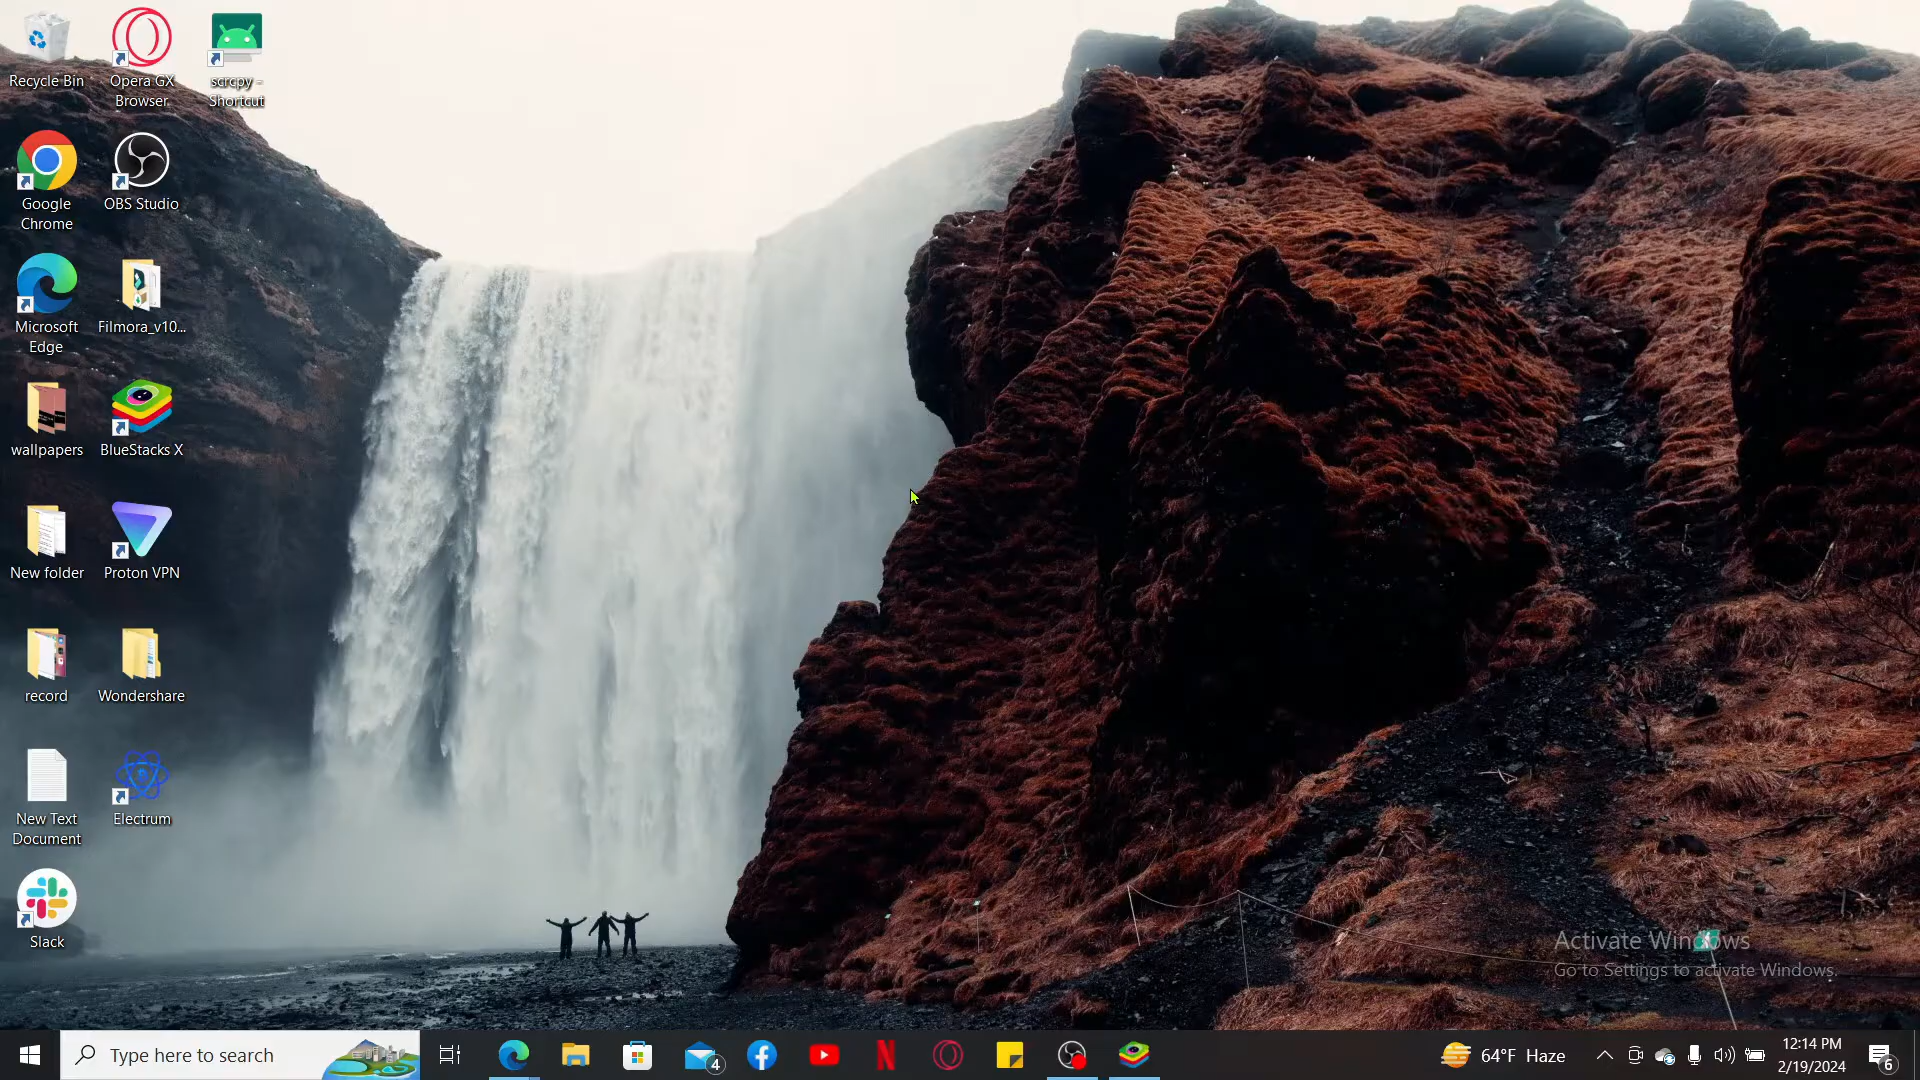 Recycle Bin
Opera GX
Browser
scrcpy -
Shortcut
Google
Chrome
OBS Studio
Microsoft
Edge
Filmora_v10...
wallpapers
BlueStacks X
New folder
Proton VPN
record
Wondershare
New Text
Document
Electrum
Slack
Activate Windows
Go to Settings to activate Windows.
Type here to search
4
64°F Haze
12:14 PM
2/19/2024
6